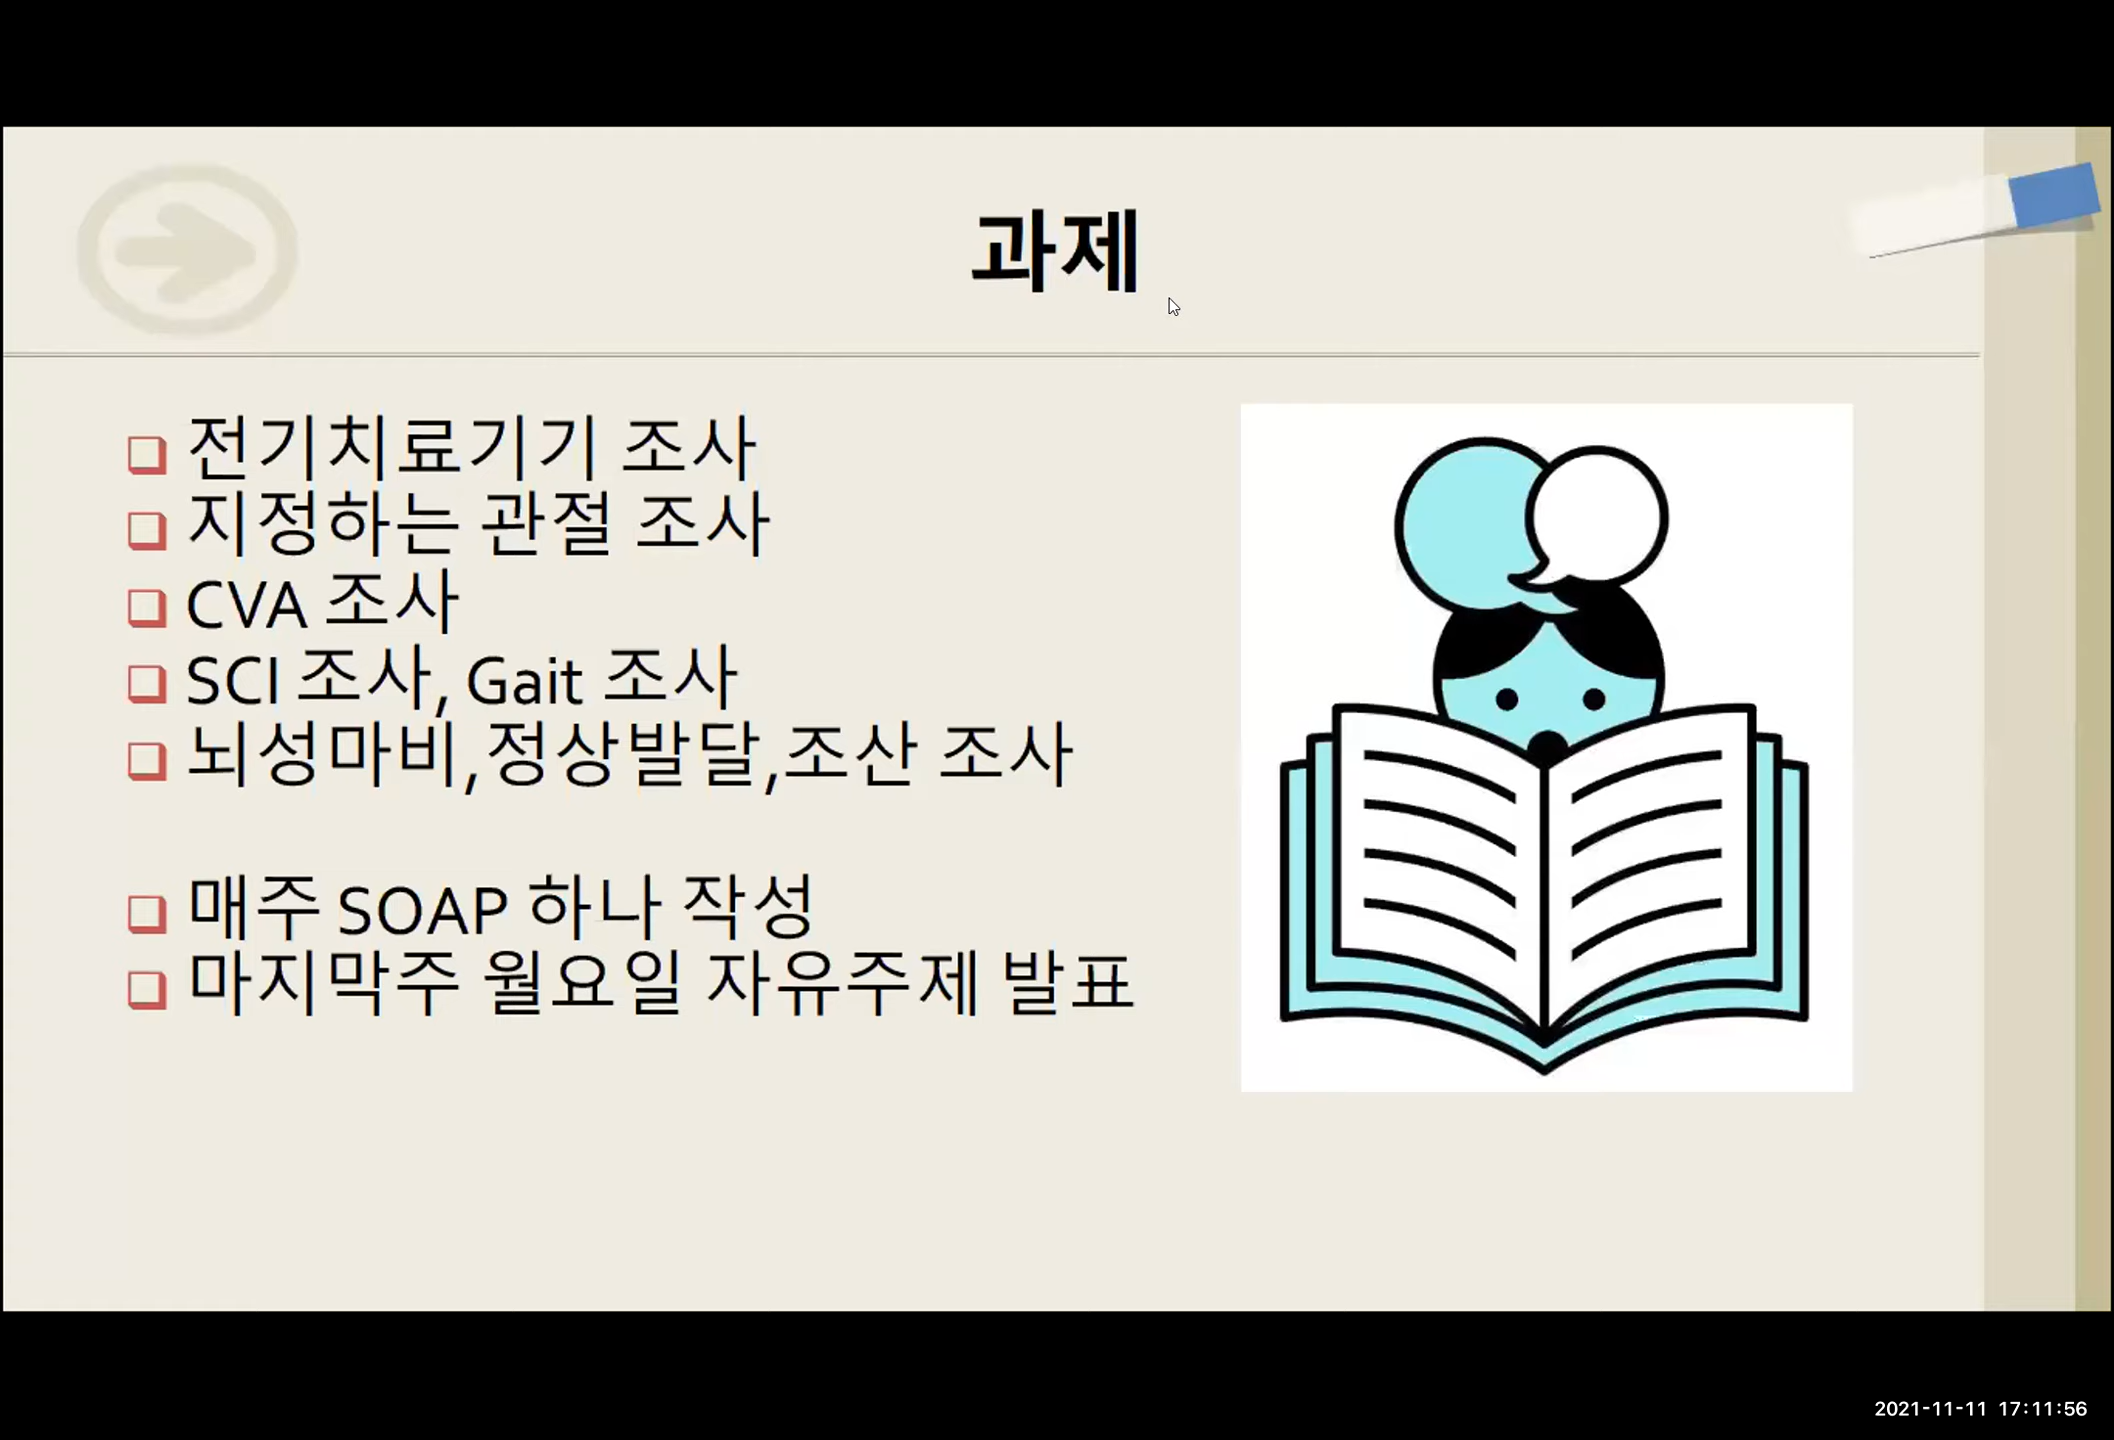 과제
전기치료기기 조사
지정하는 관절 조사
CVA 조사
SCI 조사, Gait 조사
뇌성마비,정상발달,조산 조사
매주 SOAP 하나 작성
마지막주 월요일 자유주제 발표
2021-11-11 17:11:56